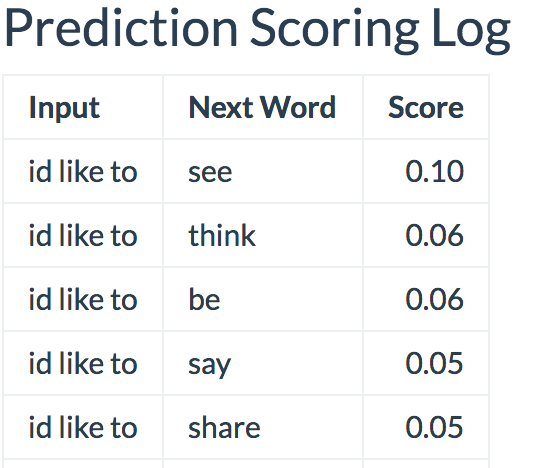 Prediction Scoring Log
Input Next Word Score
id like to see 0.10
id like to think 0.06
id like to be 0.06
id like to say 0.05
id like to share 0.05